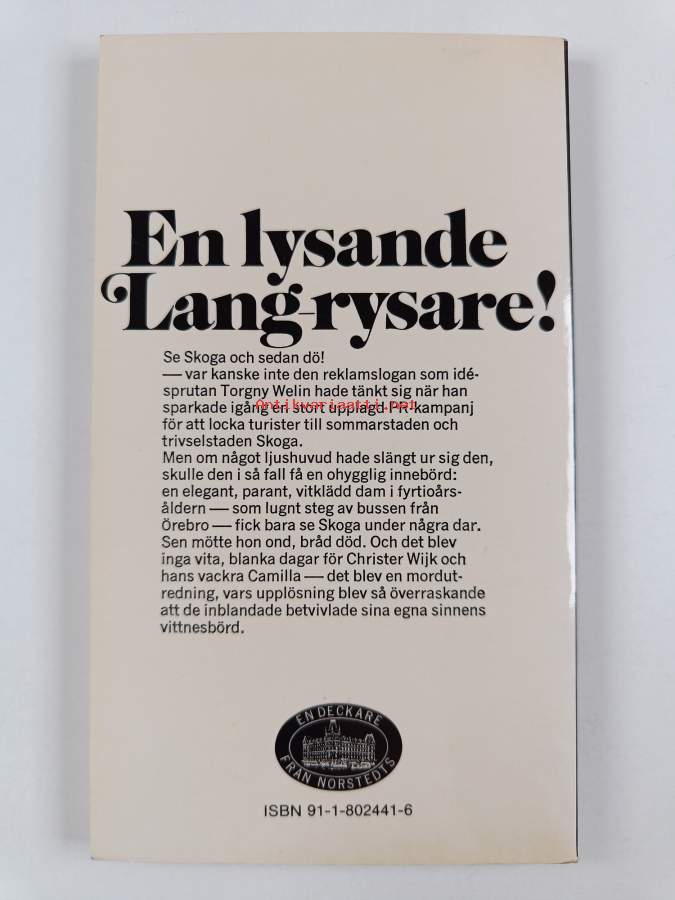 En lysande
Lang-rysare!
Se Skoga och sedan dö!
— var kanske inte den reklamslogan som idé-
sprutan Torgny Welin hade tänkt sig när han
sparkade igång en stort upplagd PR-kampanj
Antikvariaatti.net
för att locka turister till sommarstaden och
trivselstaden Skoga.
Men om något ljushuvud hade slängt ur sig den,
skulle den i så fall få en ohygglig innebörd:
en elegant, parant, vitklädd dam i fyrtioårs-
åldern — som lugnt steg av bussen från
Örebro — fick bara se Skoga under några dar.
Sen mötte hon ond, bråd död. Och det blev
inga vita, blanka dagar för Christer Wijk och
hans vackra Camilla — det blev en mordut-
redning, vars upplösning blev så överraskande
att de inblandade betvivlade sina egna sinnens
vittnesbörd.
EN DECKARE
FRÅN NORSTEDTS
ISBN 91-1-802441-6